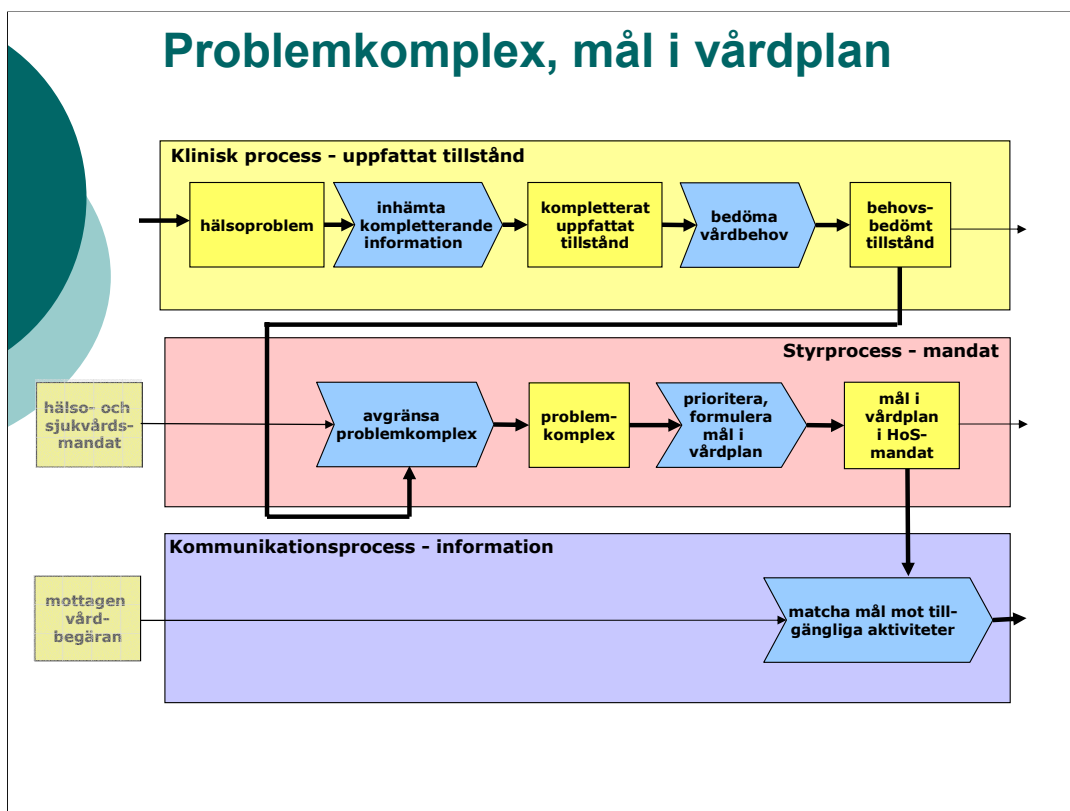 Problemkomplex, mål i vårdplan
Klinisk process - uppfattat tillstånd
hälsoproblem
inhämta
kompletterande
information
kompletterat
uppfattat
tillstånd
bedöma
vårdbehov
behovs-
bedömt
tillstånd
Styrprocess - mandat
hälso- och
sjukvårds-
mandat
avgränsa
problemkomplex
problem-
komplex
prioritera,
formulera
mål i
vårdplan
mål i
vårdplan
i HoS-
mandat
Kommunikationsprocess - information
mottagen
vård-
begäran
matcha mål mot till-
gängliga aktiviteter